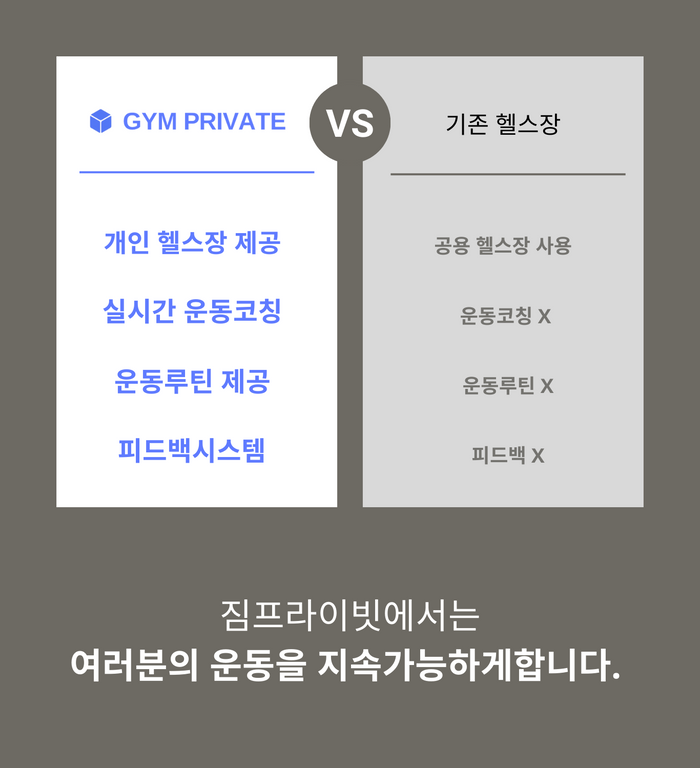 GYM PRIVATE
개인 헬스장 제공
실시간 운동코칭
운동루틴 제공
피드백시스템
VS
기존 헬스장
공용 헬스장 사용
운동코칭 X
운동루틴 X
피드백 X
짐프라이빗에서는
여러분의 운동을 지속가능하게합니다.